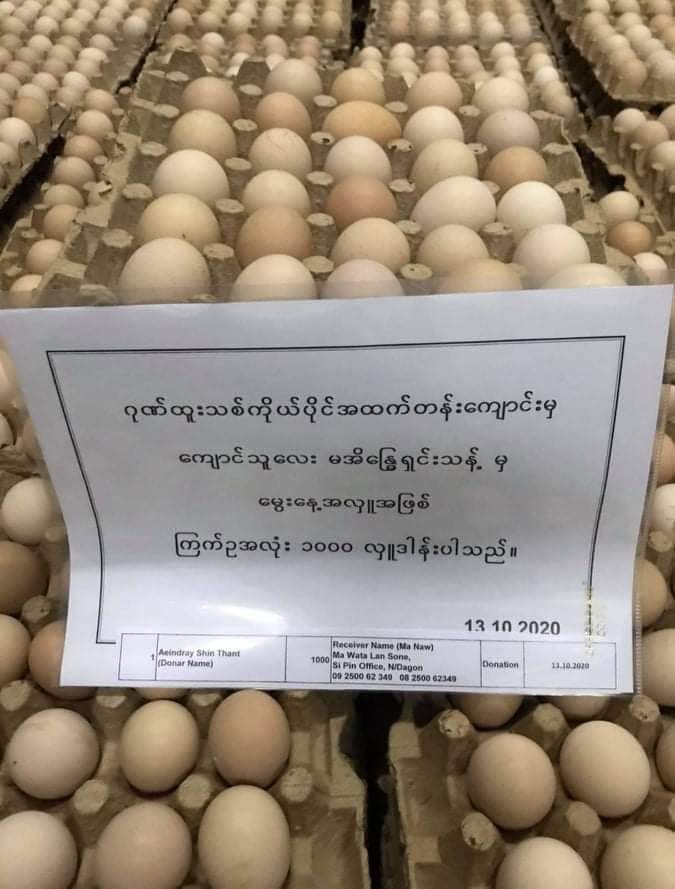 ဂုဏ်ထူးသစ်ကိုယ်ပိုင်အထက်တန်းကျောင်းမှ
ကျောင်သူလေး မအိန္ဒြေရှင်းသန့် မှ
မွေးနေ့အလှူအဖြစ်
ကြက်ဥအလုံး ၁၀၀၀ လှူဒါန်းပါသည်။
13 10 2020
1 Aeindray Shin Thant (Donar Name) 1000 Receiver Name (Ma Naw) Donation 13.10.2020
Ma Wata Lan Sone,
Si Pin Office, N/Dagon
09 2500 62 349 08 2500 62349